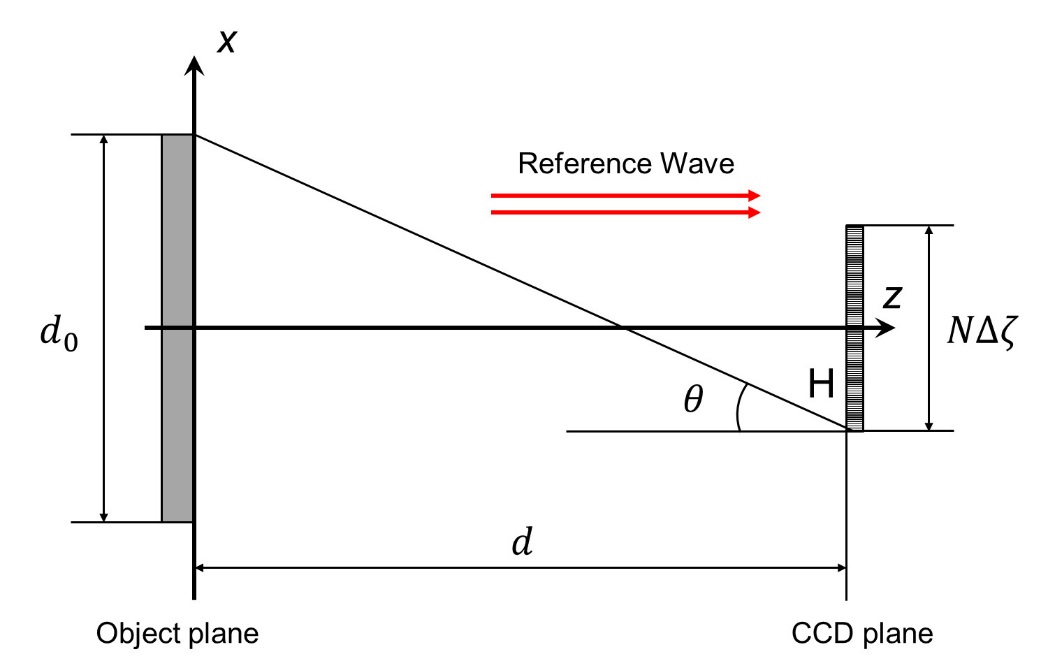 x
Reference Wave
z
d₀
NΔζ
H
θ
d
Object plane
CCD plane